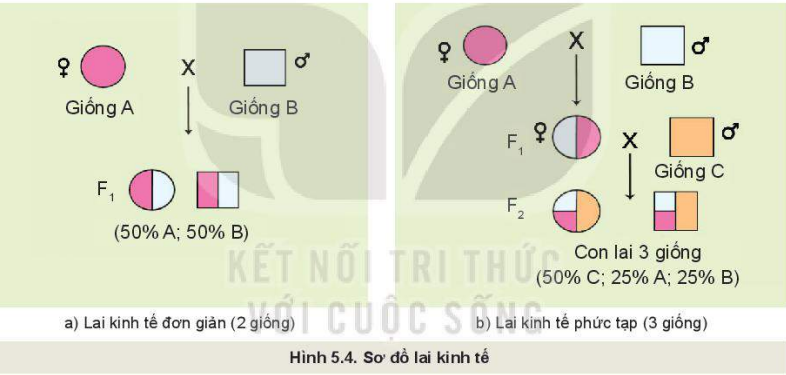 ♀ X ♂
Giống A Giống B
F1
(50% A; 50% B)
a) Lai kinh tế đơn giản (2 giống)
♀ X ♂
Giống A Giống B
F1 ♀ X ♂
Giống C
F2
Con lai 3 giống
(50% C; 25% A; 25% B)
b) Lai kinh tế phức tạp (3 giống)
KẾT NỐI TRI THỨC
VỚI CUỘC SỐNG
Hình 5.4. Sơ đồ lai kinh tế